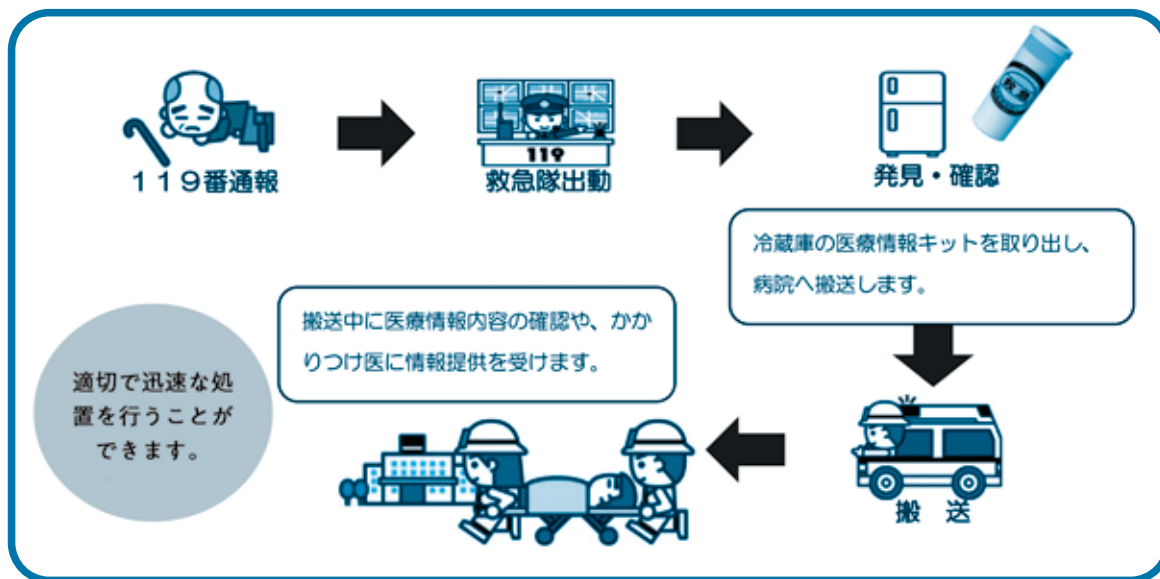 119番通報
119
救急隊出動
救急
発見・確認
冷蔵庫の医療情報キットを取り出し、
病院へ搬送します。
搬送
搬送中に医療情報内容の確認や、かか
りつけ医に情報提供を受けます。
適切で迅速な処
置を行うことが
できます。